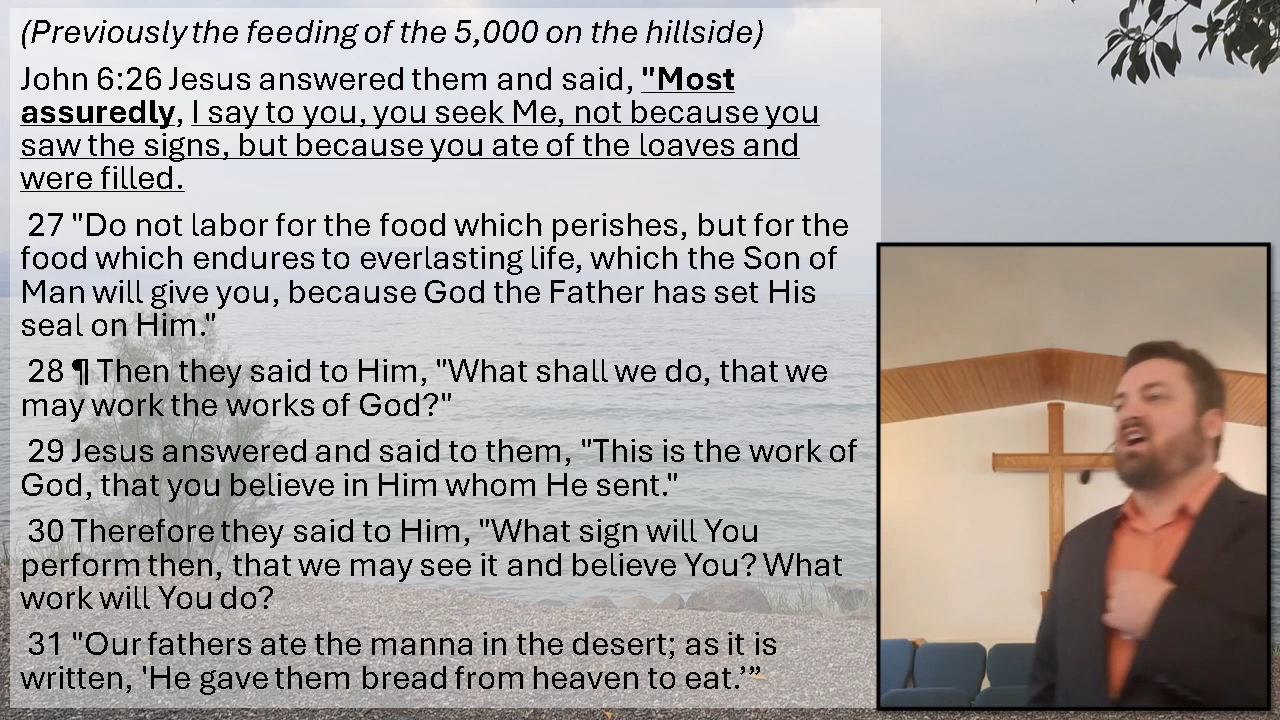 (Previously the feeding of the 5,000 on the hillside)
John 6:26 Jesus answered them and said, "Most
assuredly, I say to you, you seek Me, not because you
saw the signs, but because you ate of the loaves and
were filled.
27 "Do not labor for the food which perishes, but for the
food which endures to everlasting life, which the Son of
Man will give you, because God the Father has set His
seal on Him."
28 ¶ Then they said to Him, "What shall we do, that we
may work the works of God?"
29 Jesus answered and said to them, "This is the work of
God, that you believe in Him whom He sent."
30 Therefore they said to Him, "What sign will You
perform then, that we may see it and believe You? What
work will You do?
31 "Our fathers ate the manna in the desert; as it is
written, 'He gave them bread from heaven to eat.’”